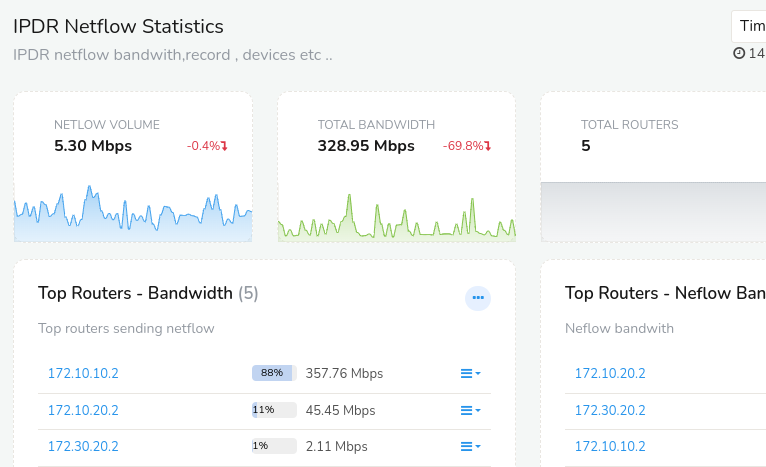 IPDR Netflow Statistics
Tim
IPDR netflow bandwith,record , devices etc ..
14
NETLOW VOLUME
5.30 Mbps -0.4%
TOTAL BANDWIDTH
328.95 Mbps -69.8%
TOTAL ROUTERS
5
Top Routers - Bandwidth (5)
Top routers sending netflow
172.10.10.2 88% 357.76 Mbps
172.10.20.2 11% 45.45 Mbps
172.30.20.2 1% 2.11 Mbps
Top Routers - Neflow Ban
Neflow bandwith
172.10.20.2
172.30.20.2
172.10.10.2